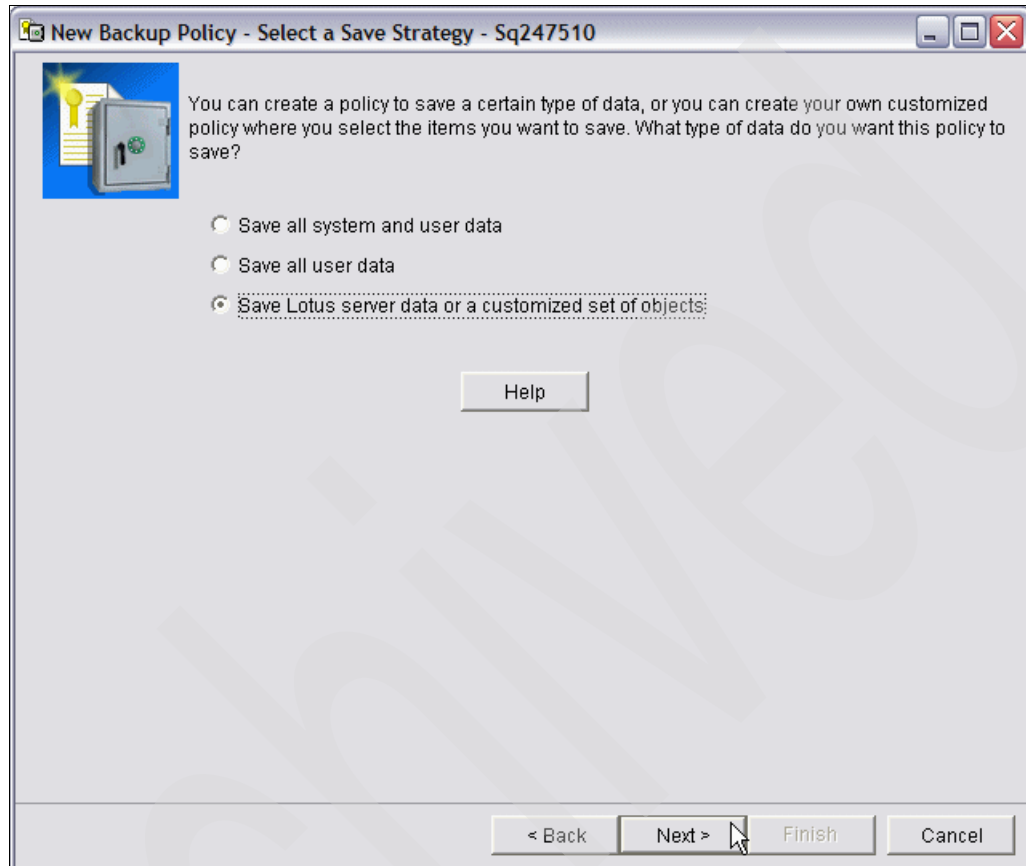 New Backup Policy - Select a Save Strategy - Sq247510
You can create a policy to save a certain type of data, or you can create your own customized
policy where you select the items you want to save. What type of data do you want this policy to
save?
Save all system and user data
Save all user data
Save Lotus server data or a customized set of objects
Help
< Back
Next >
Finish
Cancel